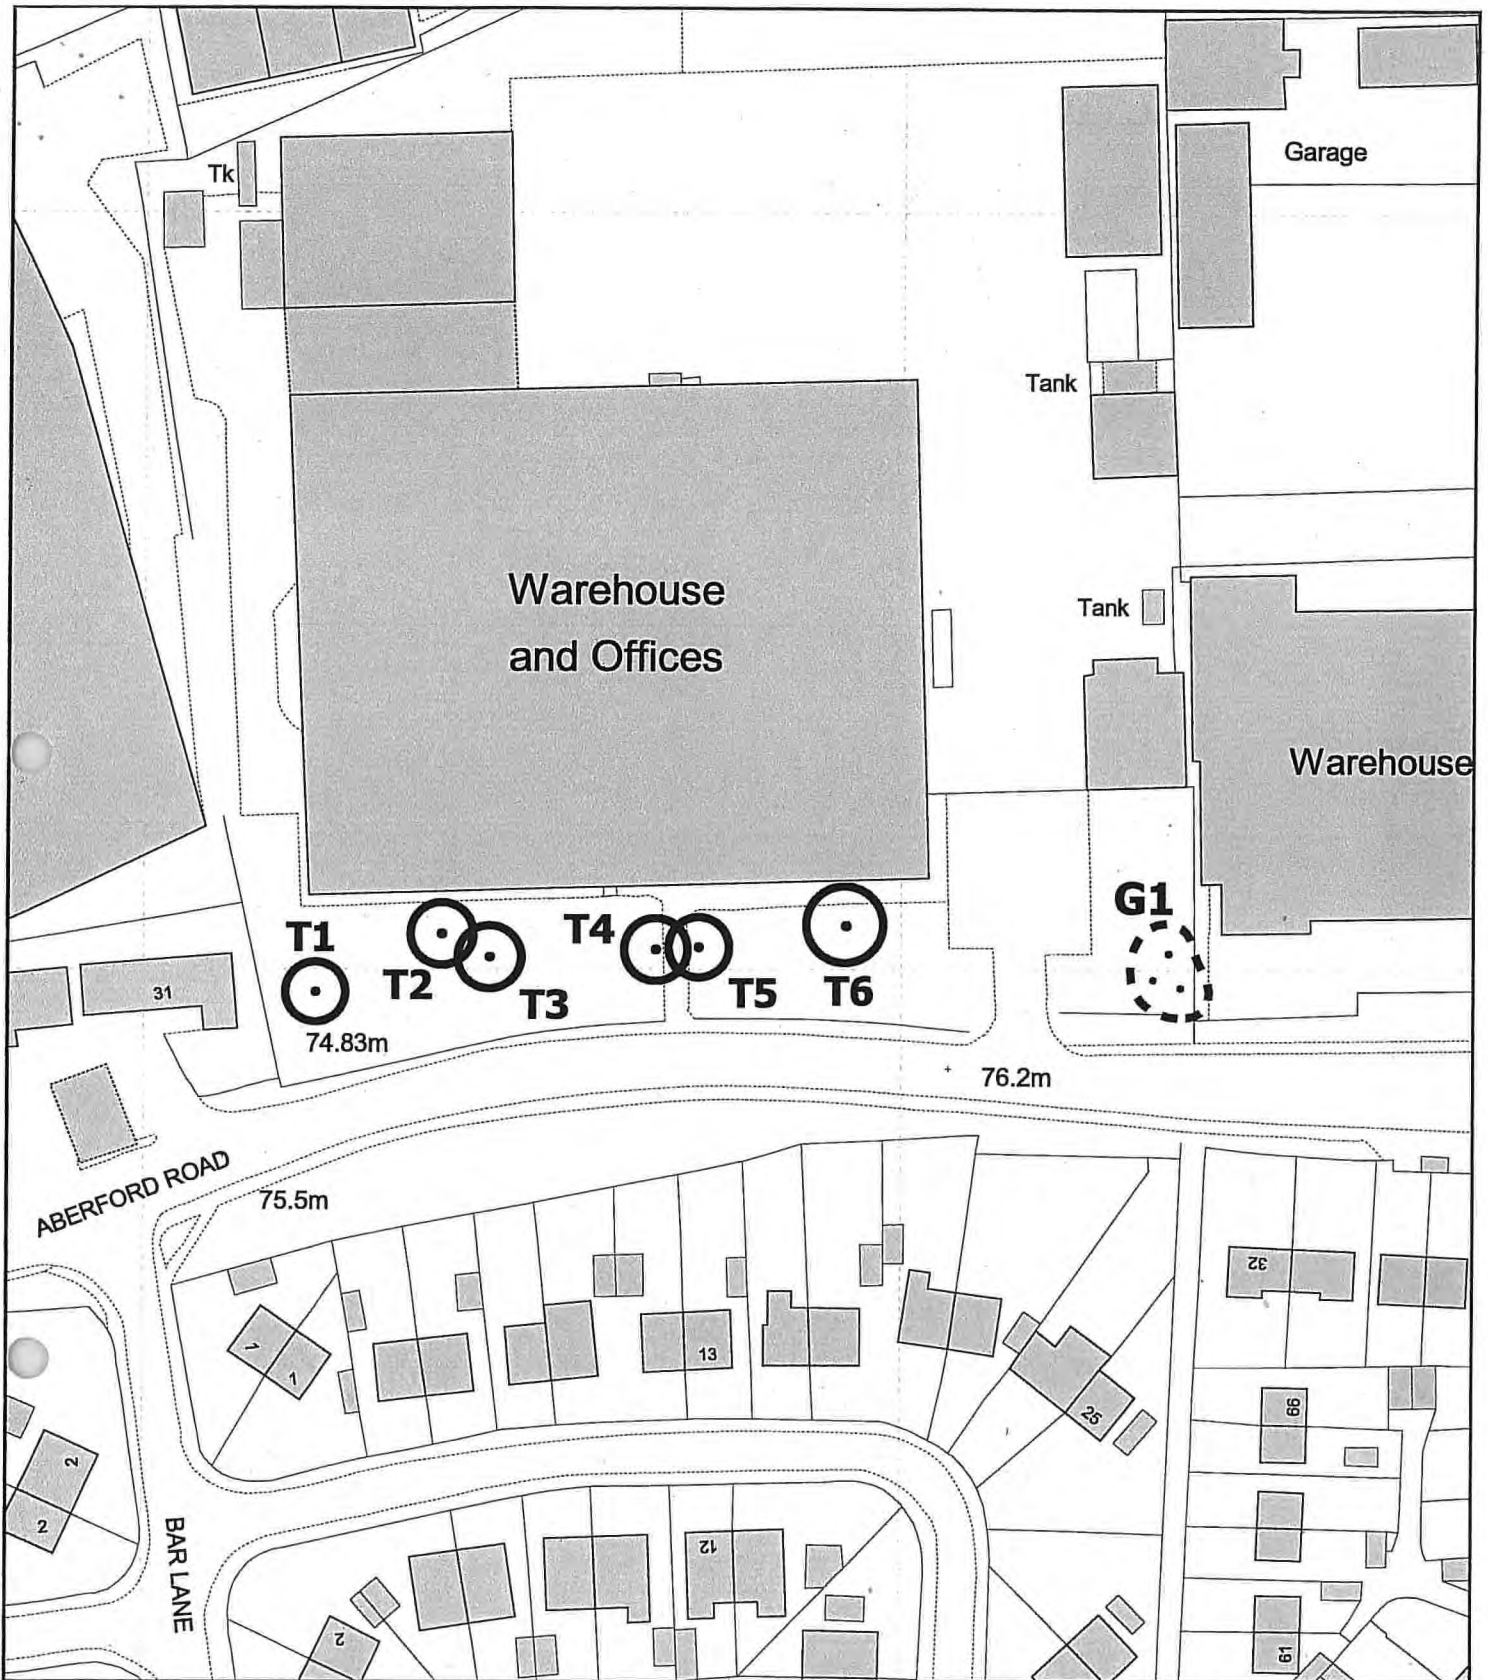 Tk
Garage
Tank
Warehouse
and Offices
Tank
Warehouse
G1
T1
T4
T2
T5
T6
T3
31
74.83m
76.2m
ABERFORD ROAD
75.5m
32
1
1
13
25
66
2
2
BAR LANE
12
2
61